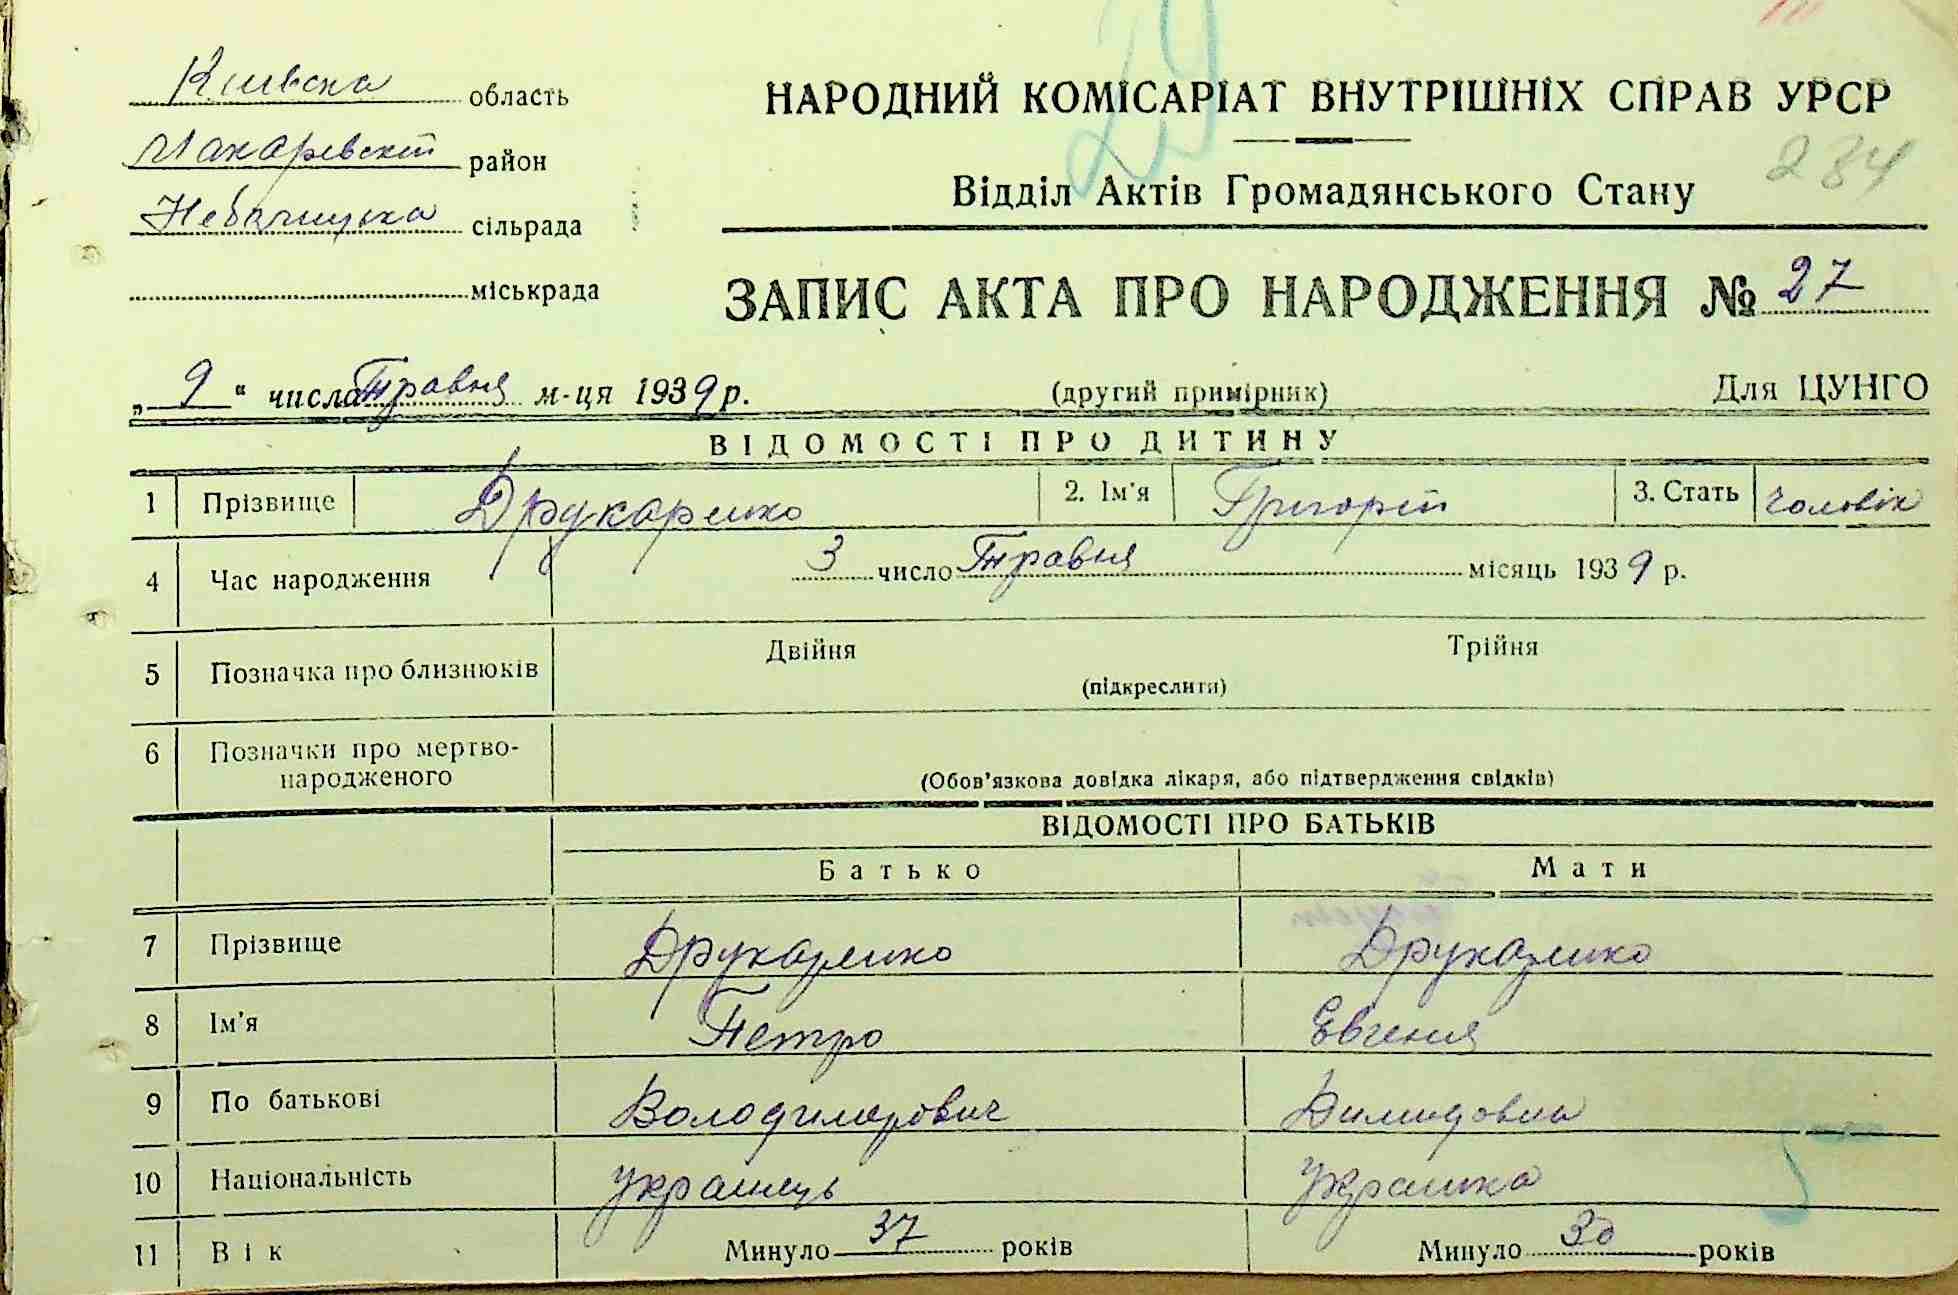 29
Київска область
НАРОДНИЙ КОМІСАРІАТ ВНУТРІШНІХ СПРАВ УРСР
Макаревский район
284
Відділ Актів Громадянського Стану
Небалицька сільрада
міськрада
ЗАПИС АКТА ПРО НАРОДЖЕННЯ № 27
„ 9 “ числа Травня м-ця 1939 р. (другий примірник) Для ЦУНГО
ВІДОМОСТІ ПРО ДИТИНУ
1 Прізвище Друкаренко 2. Ім'я Григорій 3. Стать Чоловік
4 Час народження 3 число Травня місяць 1939 р.
5 Позначка про близнюків Двійня Трійня
(підкреслити)
6 Позначки про мертво-
народженого
(Обов'язкова довідка лікаря, або підтвердження свідків)
ВІДОМОСТІ ПРО БАТЬКІВ
Батько Мати
7 Прізвище Друкаренко Друкаренко
8 Ім'я Петро Евгения
9 По батькові Володимирович
10 Національність українець Українка
11 Вік Минуло 37 років Минуло 30 років